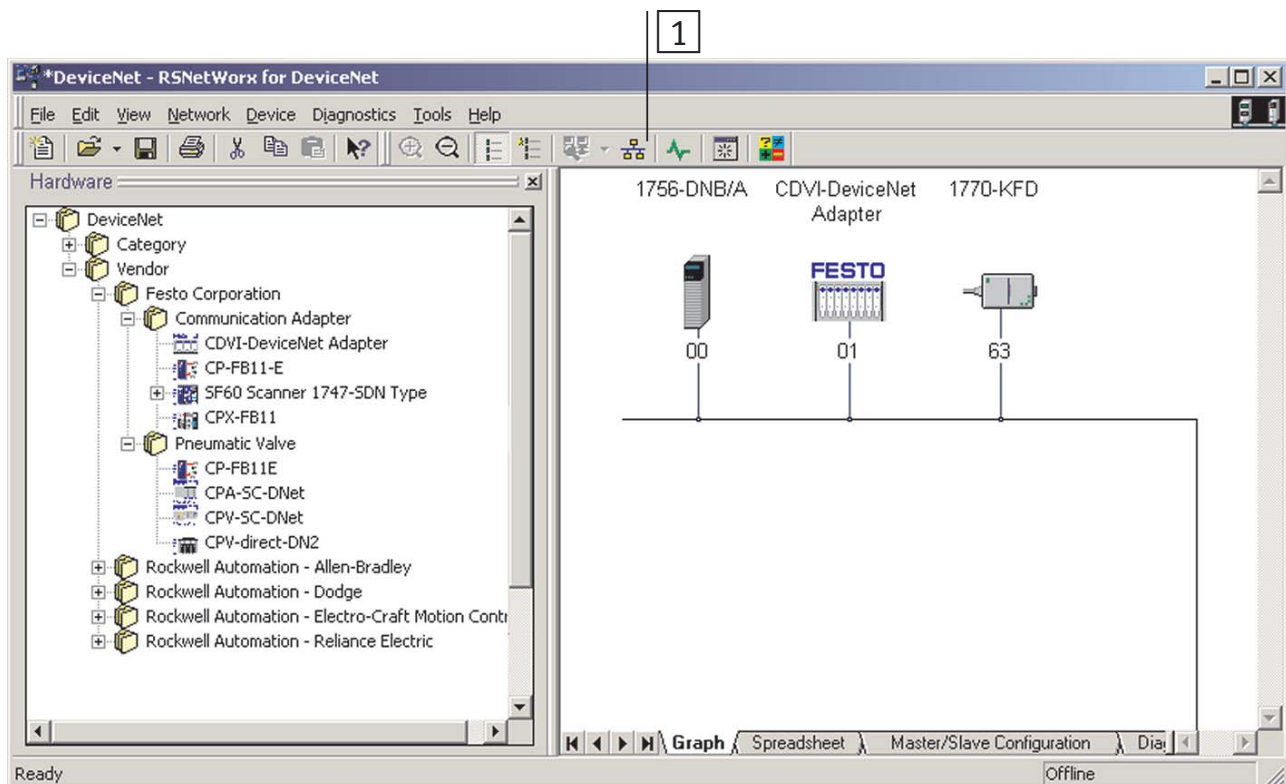 1
*DeviceNet - RSNetWorx for DeviceNet
File Edit View Network Device Diagnostics Tools Help
Hardware
DeviceNet
Category
Vendor
Festo Corporation
Communication Adapter
CDVI-DeviceNet Adapter
CP-FB11-E
SF60 Scanner 1747-SDN Type
CPX-FB11
Pneumatic Valve
CP-FB11E
CPA-SC-DNet
CPV-SC-DNet
CPV-direct-DN2
Rockwell Automation - Allen-Bradley
Rockwell Automation - Dodge
Rockwell Automation - Electro-Craft Motion Contr
Rockwell Automation - Reliance Electric
1756-DNB/A CDVI-DeviceNet 1770-KFD
Adapter
FESTO
00 01 63
Graph Spreadsheet Master/Slave Configuration Dia
Ready Offline